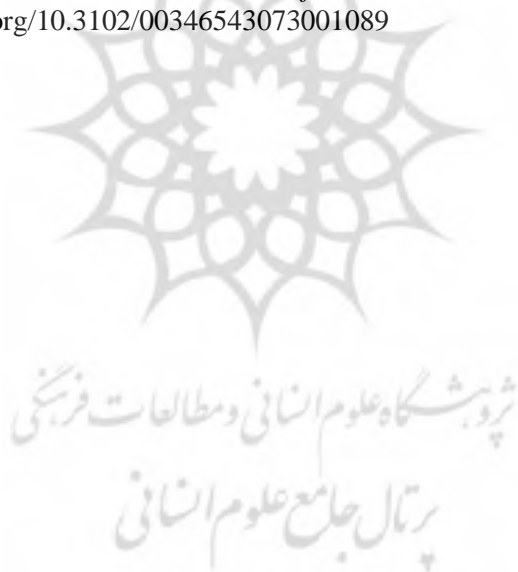 org/10.3102/00346543073001089
پژوهشگاه علوم انسانی و مطالعات فرهنگی
پرتال جامع علوم انسانی